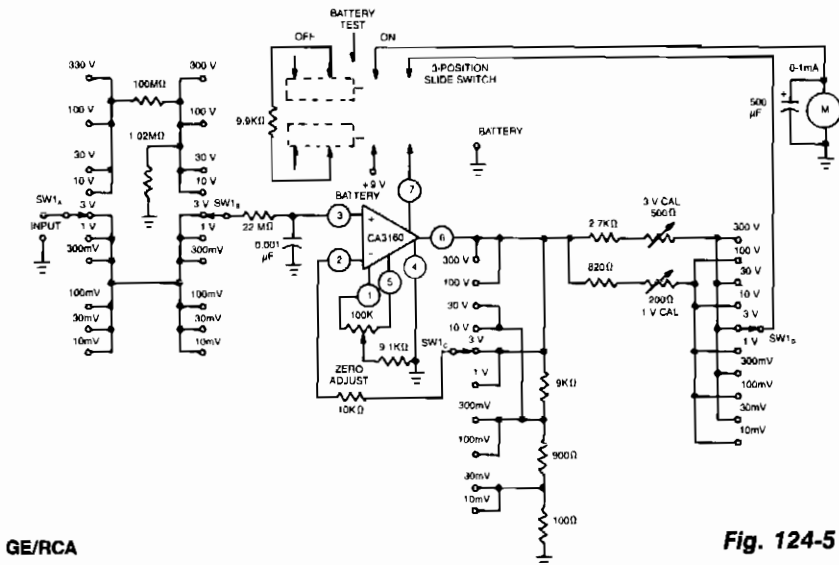 BATTERY TEST
OFF
ON
3-POSITION SLIDE SWITCH
0-1mA
330 V
300 V
100MΩ
100 V
100 V
1.02MΩ
9.9KΩ
500 µF
+
M
30 V
30 V
10 V
10 V
BATTERY
+9 V
BATTERY
7
SW1A
3 V
3 V
SW1B
INPUT
1 V
1 V
22 MΩ
3
+
CA3160
6
0.001 µF
2
−
4
300mV
300mV
1
5
100K
100mV
100mV
30mV
30mV
10mV
10mV
9.1KΩ
ZERO ADJUST
10KΩ
2.7KΩ
3 V CAL 500Ω
820Ω
200Ω 1 V CAL
300 V
100 V
30 V
10 V
SW1C
3 V
1 V
300mV
100mV
30mV
10mV
9KΩ
900Ω
100Ω
300 V
100 V
30 V
10 V
3 V
SW1D
1 V
300mV
100mV
30mV
10mV
GE/RCA
Fig. 124-5